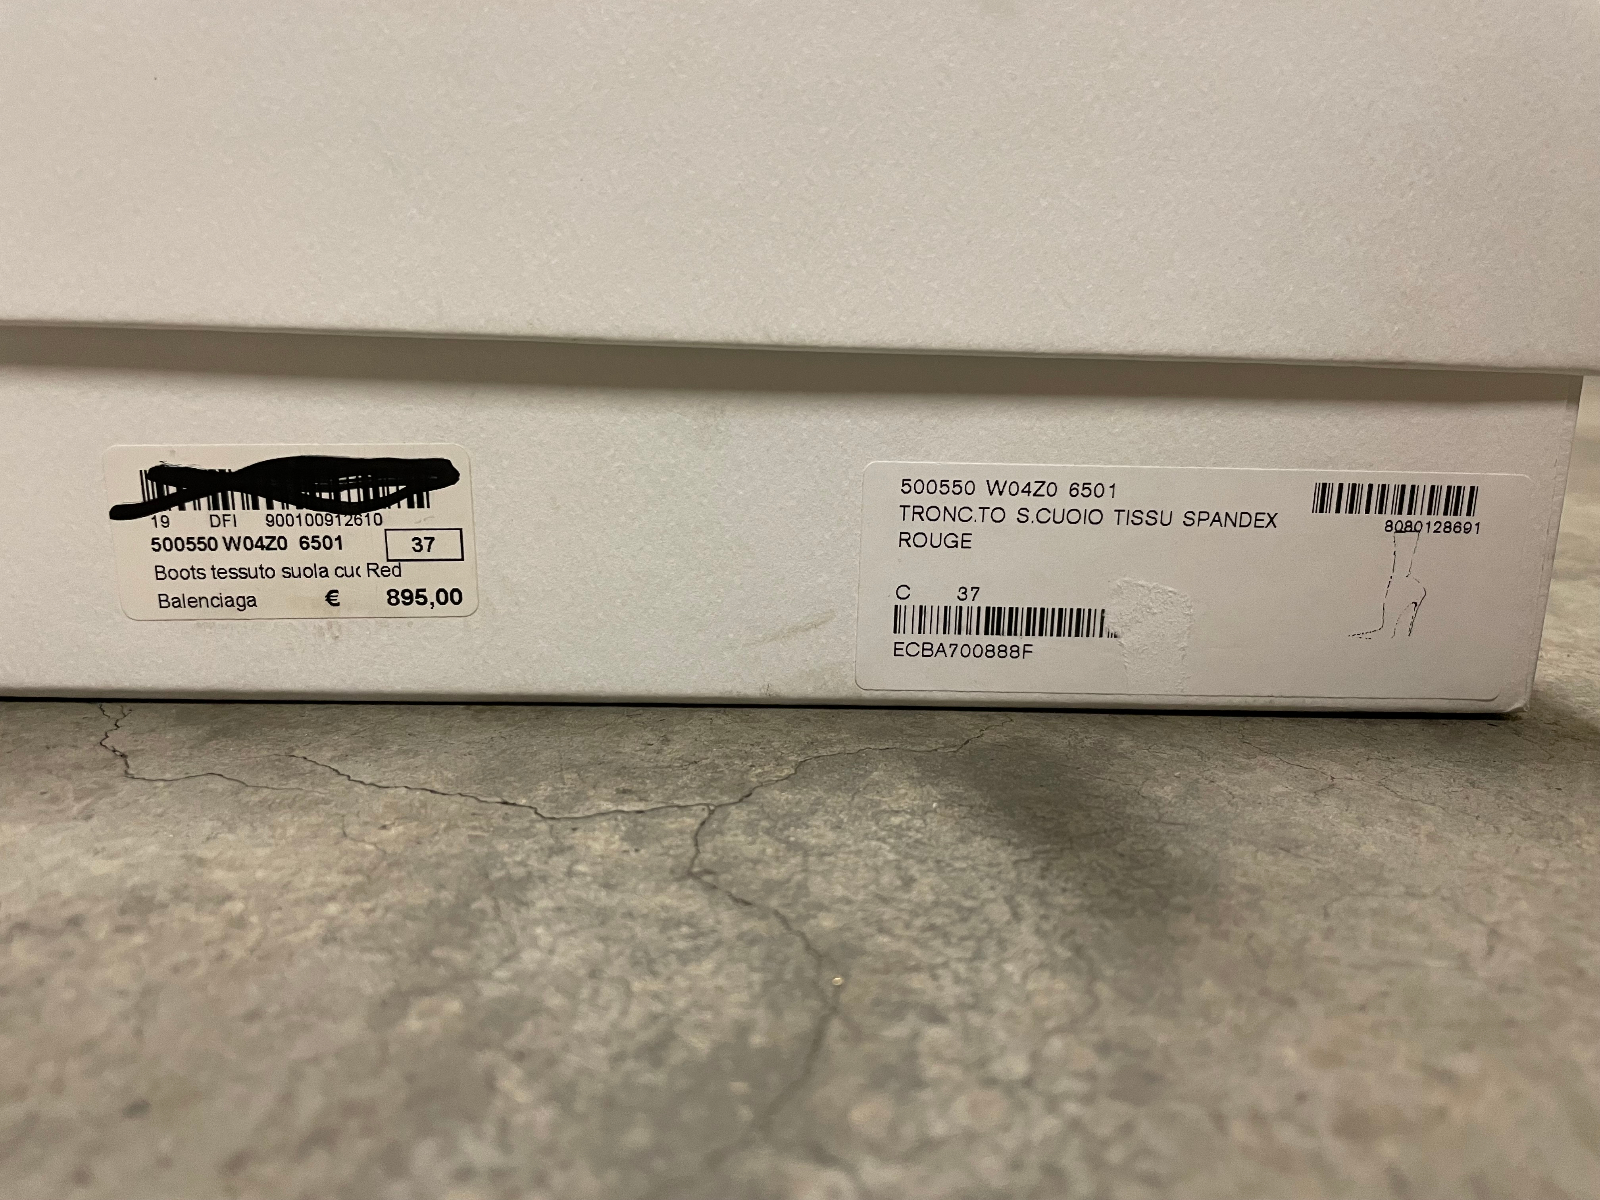 19 DFI 900100912610
500550 W04Z0 6501 37
Boots tessuto suola cuo Red
Balenciaga € 895,00
500550 W04Z0 6501
TRONC.TO S.CUOIO TISSU SPANDEX
ROUGE
8080128691
C 37
ECBA700888F